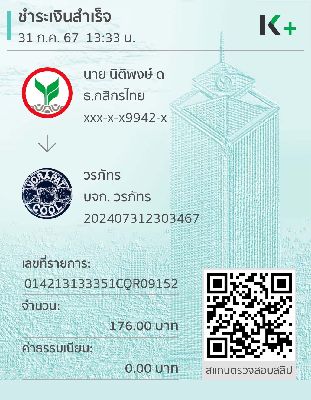 ชำระเงินสำเร็จ
31 ก.ค. 67 13:33 น.
K+
นาย นิติพงษ์ ด
ธ.กสิกรไทย
xxx-x-x9942-x
วรภัทร
บจก. วรภัทร
202407312303467
COOL
เลขที่รายการ:
014213133351CQR09152
จำนวน:
176.00 บาท
ค่าธรรมเนียม:
0.00 บาท
สแกนตรวจสอบสลิป